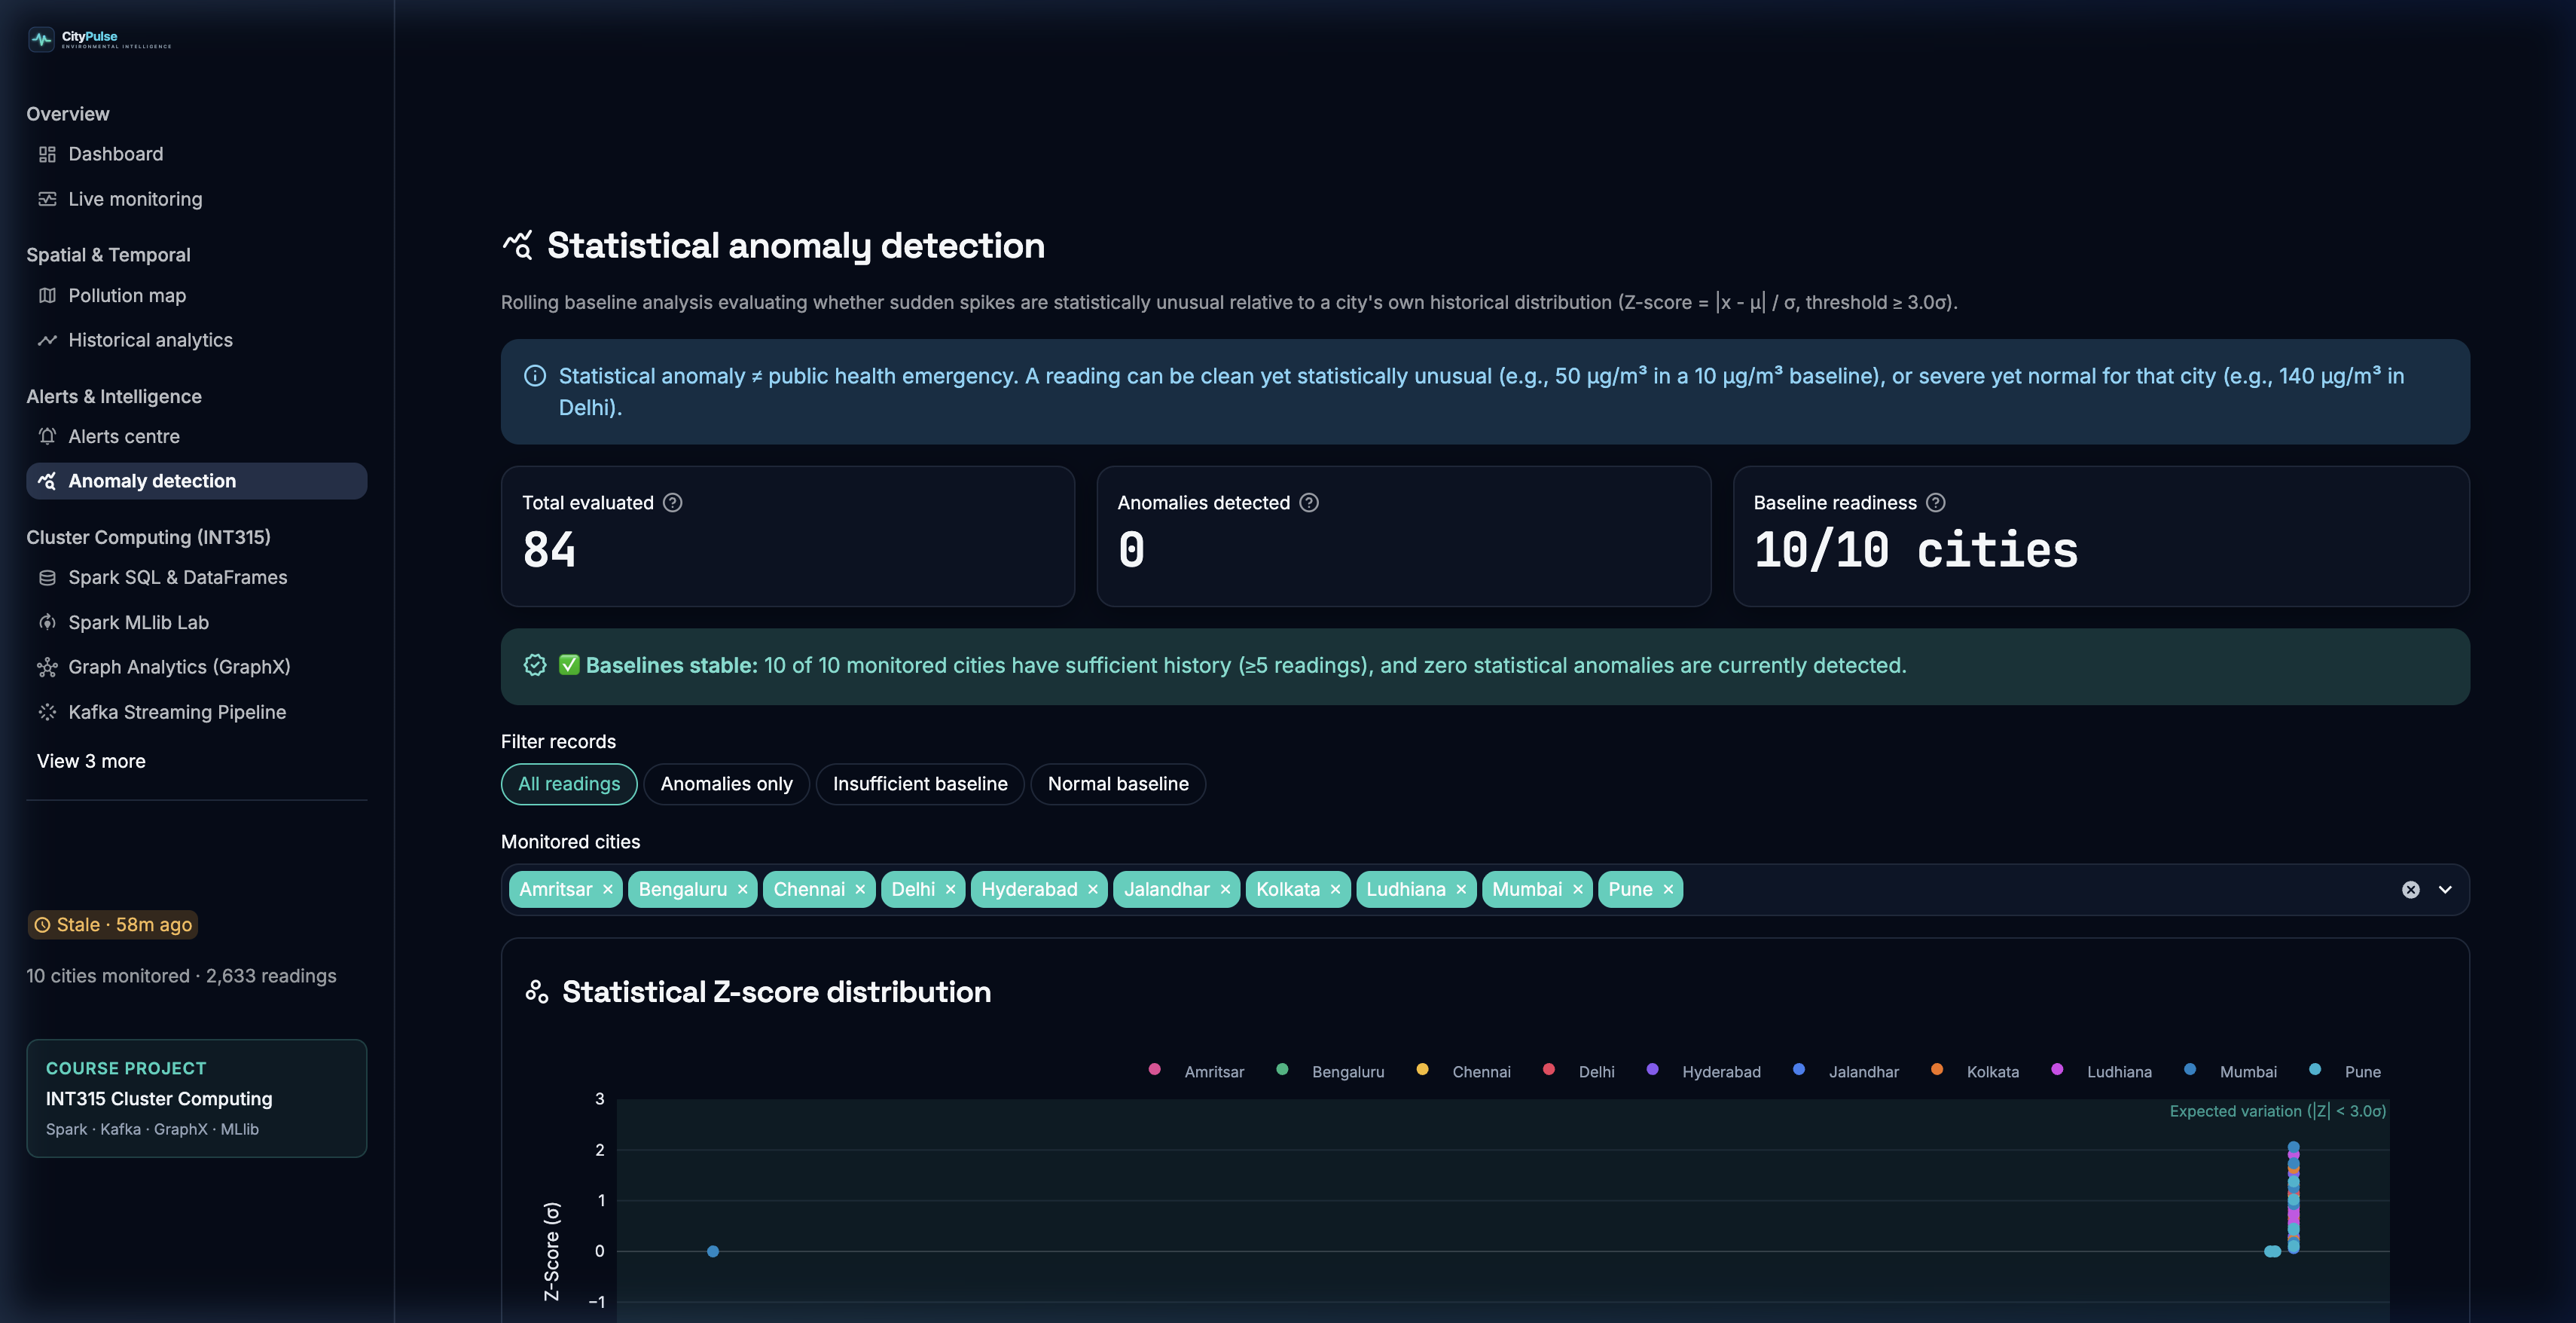 CityPulse
ENVIRONMENTAL INTELLIGENCE
Overview
Dashboard
Live monitoring
Spatial & Temporal
Pollution map
Historical analytics
Alerts & Intelligence
Alerts centre
Anomaly detection
Cluster Computing (INT315)
Spark SQL & DataFrames
Spark MLlib Lab
Graph Analytics (GraphX)
Kafka Streaming Pipeline
View 3 more
Stale · 58m ago
10 cities monitored · 2,633 readings
COURSE PROJECT
INT315 Cluster Computing
Spark · Kafka · GraphX · MLlib
Statistical anomaly detection
Rolling baseline analysis evaluating whether sudden spikes are statistically unusual relative to a city's own historical distribution (Z-score = |x - μ| / σ, threshold ≥ 3.0σ).
Statistical anomaly ≠ public health emergency. A reading can be clean yet statistically unusual (e.g., 50 μg/m³ in a 10 μg/m³ baseline), or severe yet normal for that city (e.g., 140 μg/m³ in
Delhi).
Total evaluated
84
Anomalies detected
0
Baseline readiness
10/10 cities
✅ Baselines stable: 10 of 10 monitored cities have sufficient history (≥5 readings), and zero statistical anomalies are currently detected.
Filter records
All readings Anomalies only Insufficient baseline Normal baseline
Monitored cities
Amritsar × Bengaluru × Chennai × Delhi × Hyderabad × Jalandhar × Kolkata × Ludhiana × Mumbai × Pune ×
Statistical Z-score distribution
Amritsar Bengaluru Chennai Delhi Hyderabad Jalandhar Kolkata Ludhiana Mumbai Pune
Expected variation (|Z| < 3.0σ)
3
2
1
0
−1
Z-Score (σ)